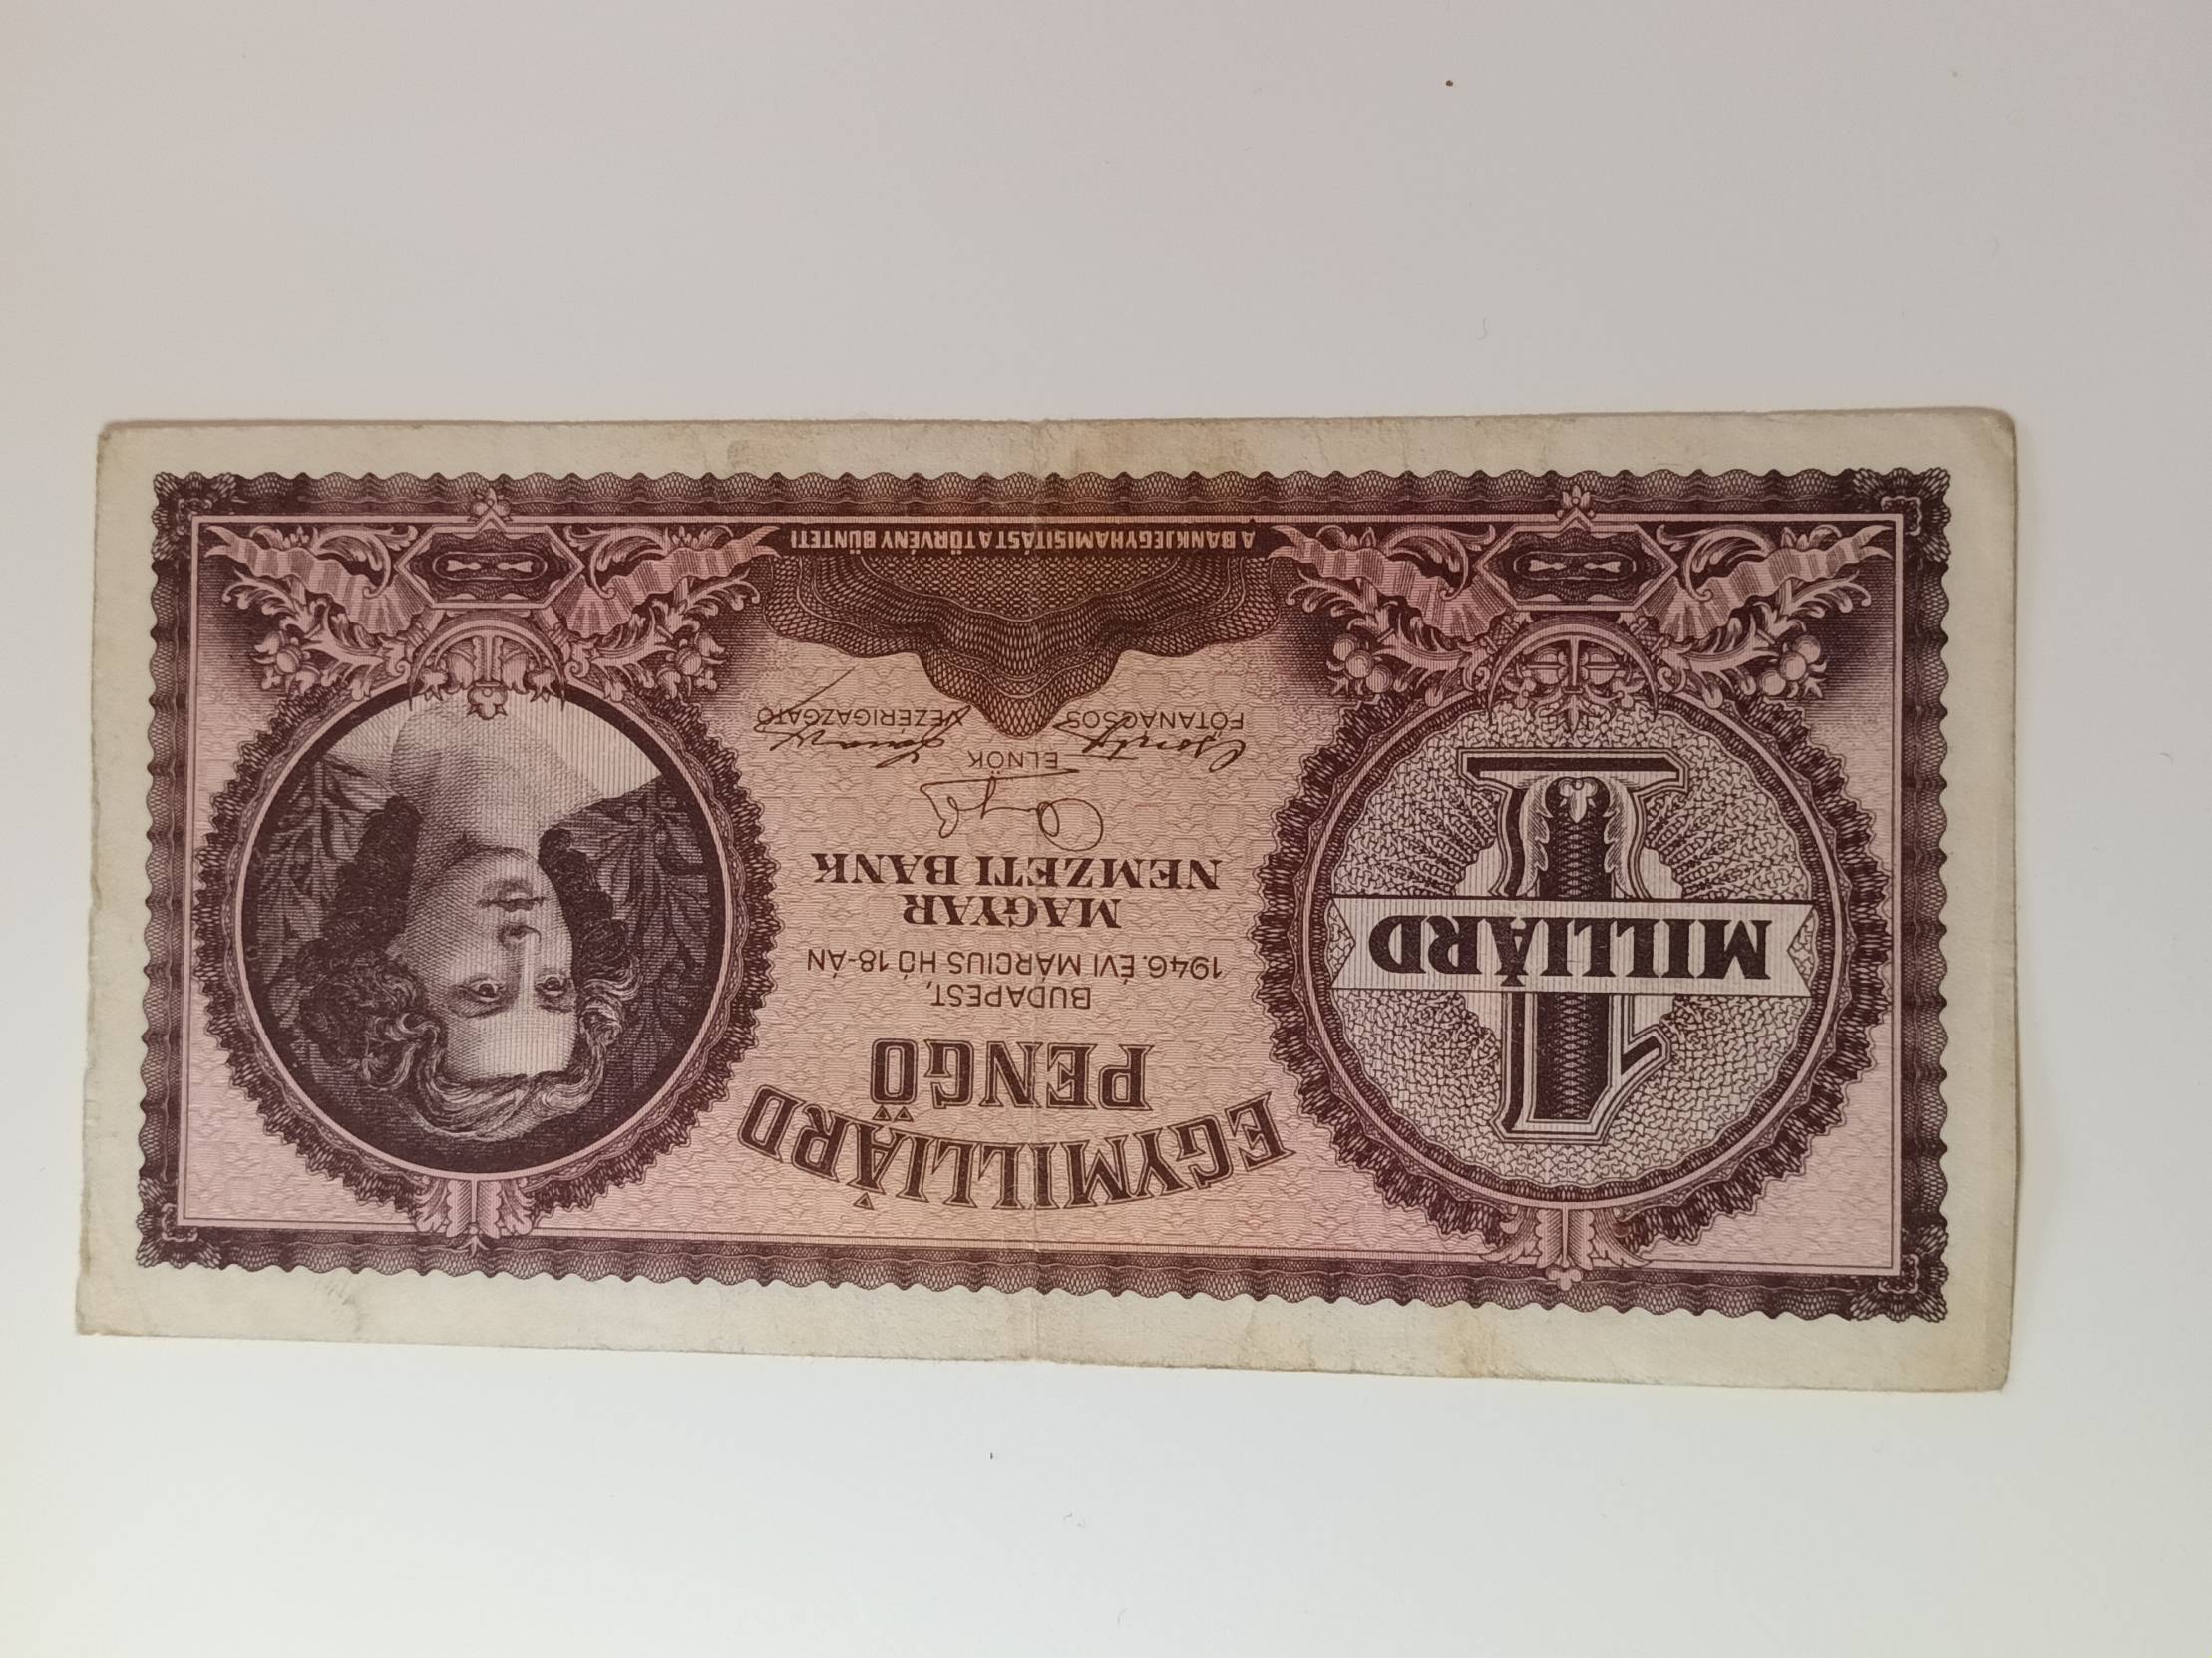 EGYMILLIÁRD
PENGŐ
BUDAPEST,
1946. ÉVI MÁRCIUS HÓ 18-ÁN
MAGYAR
NEMZETI BANK
ELNÖK
FŐTANÁCSOS
VEZÉRIGAZGATÓ
A BANKJEGYHAMISITÁST A TÖRVÉNY BÜNTETI
1
MILLIÁRD